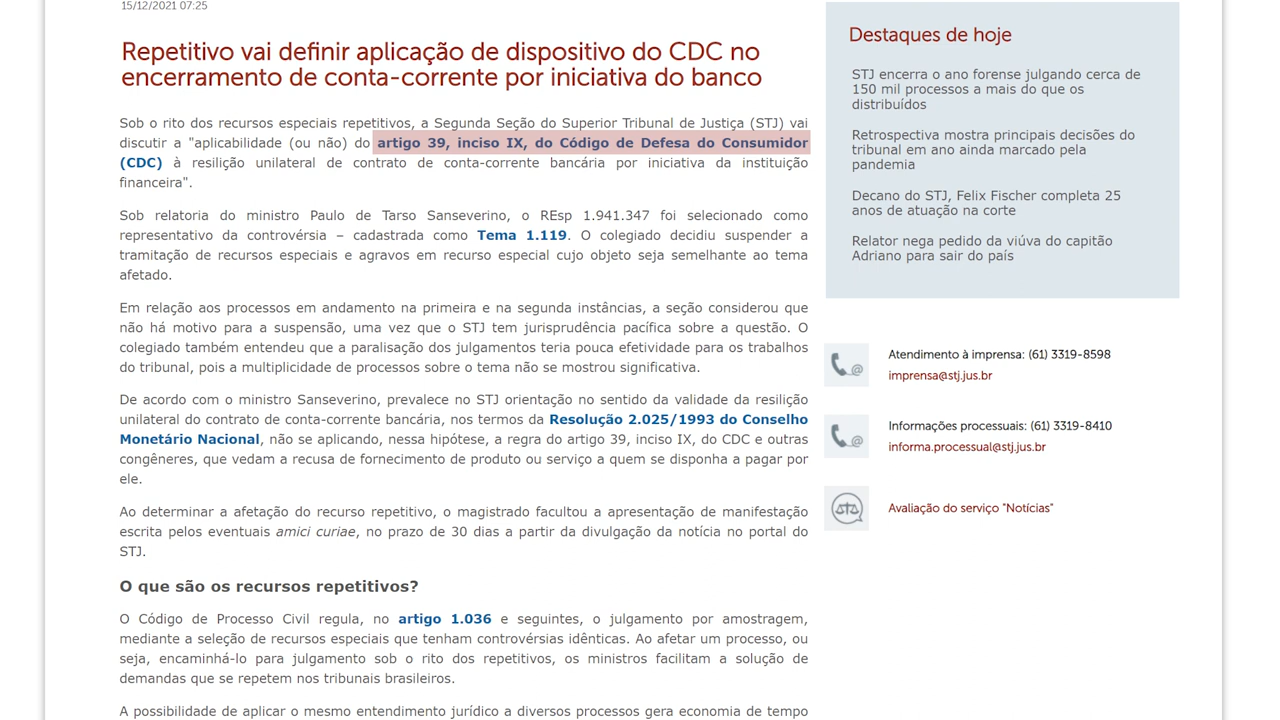 15/12/2021 07:25
Repetitivo vai definir aplicação de dispositivo do CDC no
encerramento de conta-corrente por iniciativa do banco
Sob o rito dos recursos especiais repetitivos, a Segunda Seção do Superior Tribunal de Justiça (STJ) vai
discutir a "aplicabilidade (ou não) do artigo 39, inciso IX, do Código de Defesa do Consumidor
(CDC) à resilição unilateral de contrato de conta-corrente bancária por iniciativa da instituição
financeira".
Sob relatoria do ministro Paulo de Tarso Sanseverino, o REsp 1.941.347 foi selecionado como
representativo da controvérsia – cadastrada como Tema 1.119. O colegiado decidiu suspender a
tramitação de recursos especiais e agravos em recurso especial cujo objeto seja semelhante ao tema
afetado.
Em relação aos processos em andamento na primeira e na segunda instâncias, a seção considerou que
não há motivo para a suspensão, uma vez que o STJ tem jurisprudência pacífica sobre a questão. O
colegiado também entendeu que a paralisação dos julgamentos teria pouca efetividade para os trabalhos
do tribunal, pois a multiplicidade de processos sobre o tema não se mostrou significativa.
De acordo com o ministro Sanseverino, prevalece no STJ orientação no sentido da validade da resilição
unilateral do contrato de conta-corrente bancária, nos termos da Resolução 2.025/1993 do Conselho
Monetário Nacional, não se aplicando, nessa hipótese, a regra do artigo 39, inciso IX, do CDC e outras
congêneres, que vedam a recusa de fornecimento de produto ou serviço a quem se disponha a pagar por
ele.
Ao determinar a afetação do recurso repetitivo, o magistrado facultou a apresentação de manifestação
escrita pelos eventuais amici curiae, no prazo de 30 dias a partir da divulgação da notícia no portal do
STJ.
O que são os recursos repetitivos?
O Código de Processo Civil regula, no artigo 1.036 e seguintes, o julgamento por amostragem,
mediante a seleção de recursos especiais que tenham controvérsias idênticas. Ao afetar um processo, ou
seja, encaminhá-lo para julgamento sob o rito dos repetitivos, os ministros facilitam a solução de
demandas que se repetem nos tribunais brasileiros.
A possibilidade de aplicar o mesmo entendimento jurídico a diversos processos gera economia de tempo
Destaques de hoje
STJ encerra o ano forense julgando cerca de
150 mil processos a mais do que os
distribuídos
Retrospectiva mostra principais decisões do
tribunal em ano ainda marcado pela
pandemia
Decano do STJ, Felix Fischer completa 25
anos de atuação na corte
Relator nega pedido da viúva do capitão
Adriano para sair do país
Atendimento à imprensa: (61) 3319-8598
imprensa@stj.jus.br
Informações processuais: (61) 3319-8410
informa.processual@stj.jus.br
Avaliação do serviço "Notícias"